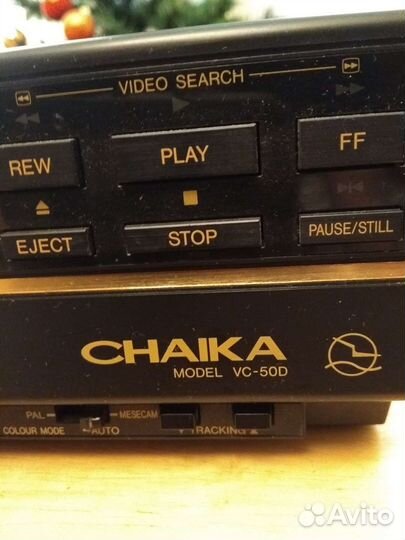 VIDEO SEARCH
REW PLAY FF
EJECT STOP PAUSE/STILL
CHAIKA
MODEL VC-50D
PAL MESECAM
COLOUR MODE AUTO TRACKING
Avito